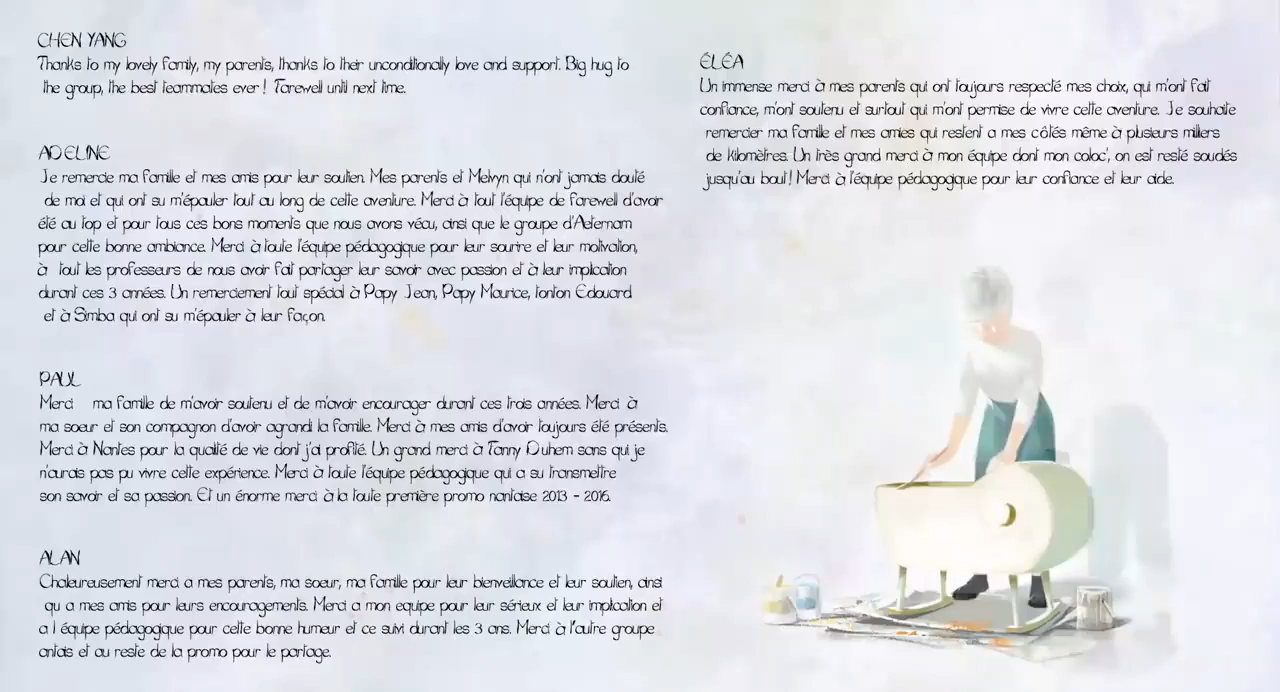 CHEN YANG
Thanks to my lovely family, my parents, thanks to their unconditionally love and support. Big hug to
the group, the best teammates ever ! Farewell until next time.
ADELINE
Je remercie ma famille et mes amis pour leur soutien. Mes parents et Melvyn qui n'ont jamais douté
de moi et qui ont su m'épauler tout au long de cette aventure. Merci à tout l'équipe de farewell d'avoir
été au top et pour tous ces bons moments que nous avons vécu, ainsi que le groupe d'Aeternam
pour cette bonne ambiance. Merci à toute l'équipe pédagogique pour leur sourire et leur motivation,
à tout les professeurs de nous avoir fait partager leur savoir avec passion et à leur implication
durant ces 3 années. Un remerciement tout spécial à Papy Jean, Papy Maurice, tonton Edouard
et à Simba qui ont su m'épauler à leur façon.
PAUL
Merci ma famille de m'avoir soutenu et de m'avoir encourager durant ces trois années. Merci à
ma soeur et son compagnon d'avoir agrandi la famille. Merci à mes amis d'avoir toujours été présents.
Merci à Nantes pour la qualité de vie dont j'ai profité. Un grand merci à Fanny Duhem sans qui je
n'aurais pas pu vivre cette expérience. Merci à toute l'équipe pédagogique qui a su transmettre
son savoir et sa passion. Et un énorme merci à la toute première promo nantaise 2013 - 2016.
ALAN
Chaleureusement merci a mes parents, ma soeur, ma famille pour leur bienveillance et leur soutien, ainsi
qu a mes amis pour leurs encouragements. Merci a mon equipe pour leur sérieux et leur implication et
a l équipe pédagogique pour cette bonne humeur et ce suivi durant les 3 ans. Merci à l'autre groupe
antais et au reste de la promo pour le partage.
ÉLÉA
Un immense merci à mes parents qui ont toujours respecté mes choix, qui m'ont fait
confiance, m'ont soutenu et surtout qui m'ont permise de vivre cette aventure. Je souhaite
remercier ma famille et mes amies qui restent a mes côtés même à plusieurs milliers
de kilomètres. Un très grand merci à mon équipe dont mon coloc', on est resté soudés
jusqu'au bout ! Merci à l'équipe pédagogique pour leur confiance et leur aide.